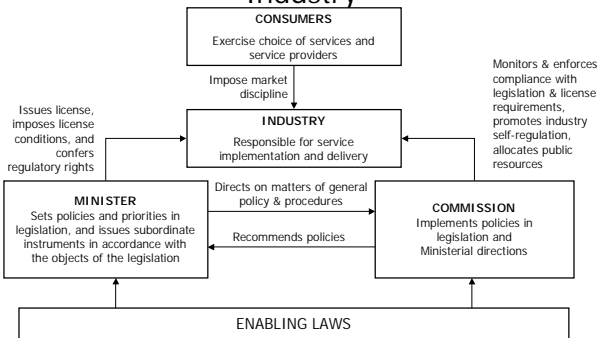 Industry
CONSUMERS
Exercise choice of services and
service providers
Impose market
discipline
Monitors & enforces
compliance with
legislation & license
requirements,
promotes industry
self-regulation,
allocates public
resources
Issues license,
imposes license
conditions, and
confers
regulatory rights
INDUSTRY
Responsible for service
implementation and delivery
MINISTER
Sets policies and priorities in
legislation, and issues subordinate
instruments in accordance with
the objects of the legislation
Directs on matters of general
policy & procedures
Recommends policies
COMMISSION
Implements policies in
legislation and
Ministerial directions
ENABLING LAWS